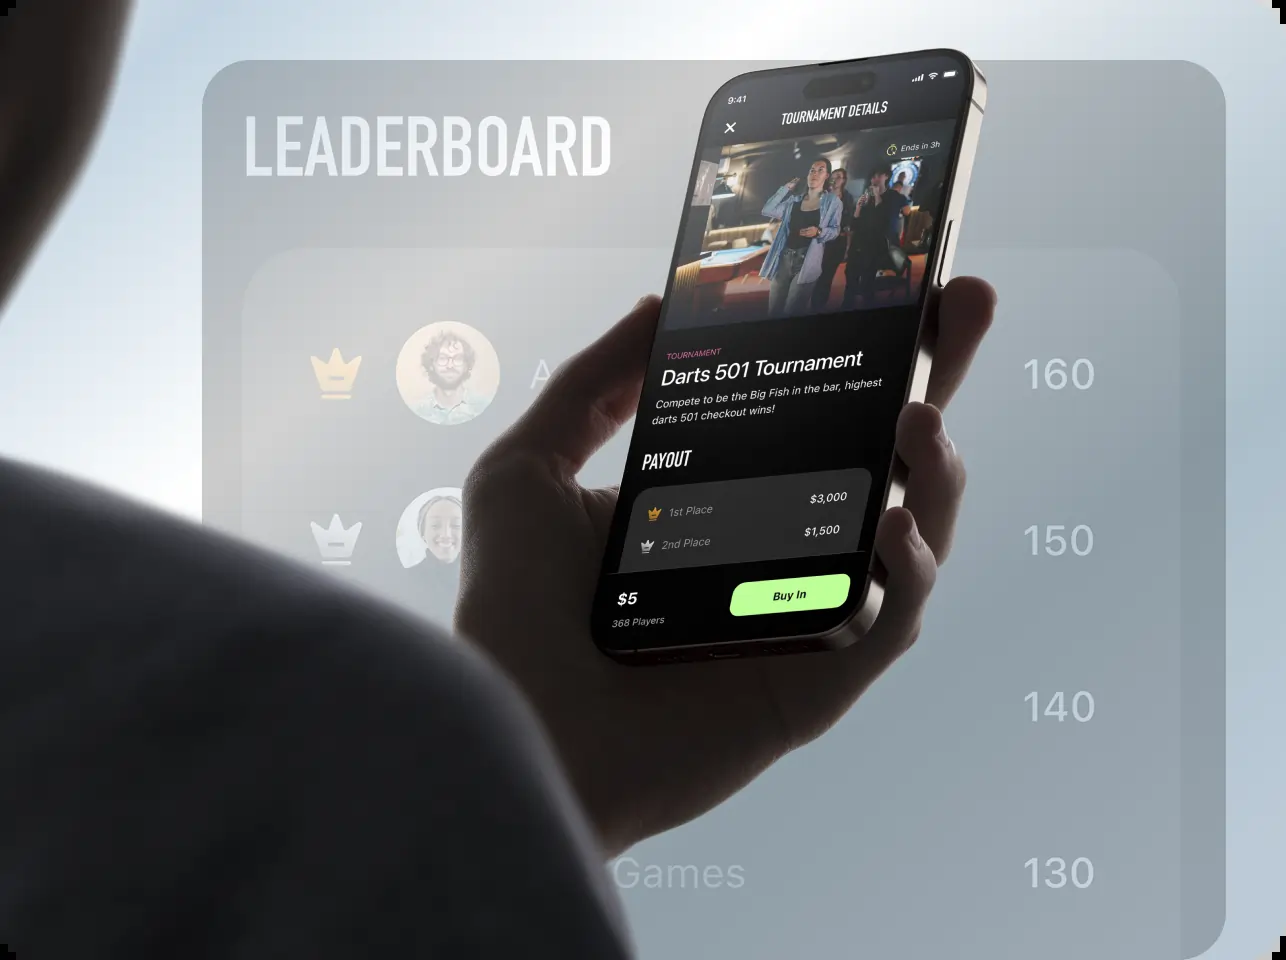 LEADERBOARD
160
150
140
Games
130
9:41
TOURNAMENT DETAILS
Ends in 3h
TOURNAMENT
Darts 501 Tournament
Compete to be the Big Fish in the bar, highest
darts 501 checkout wins!
PAYOUT
1st Place $3,000
2nd Place $1,500
$5
Buy In
368 Players